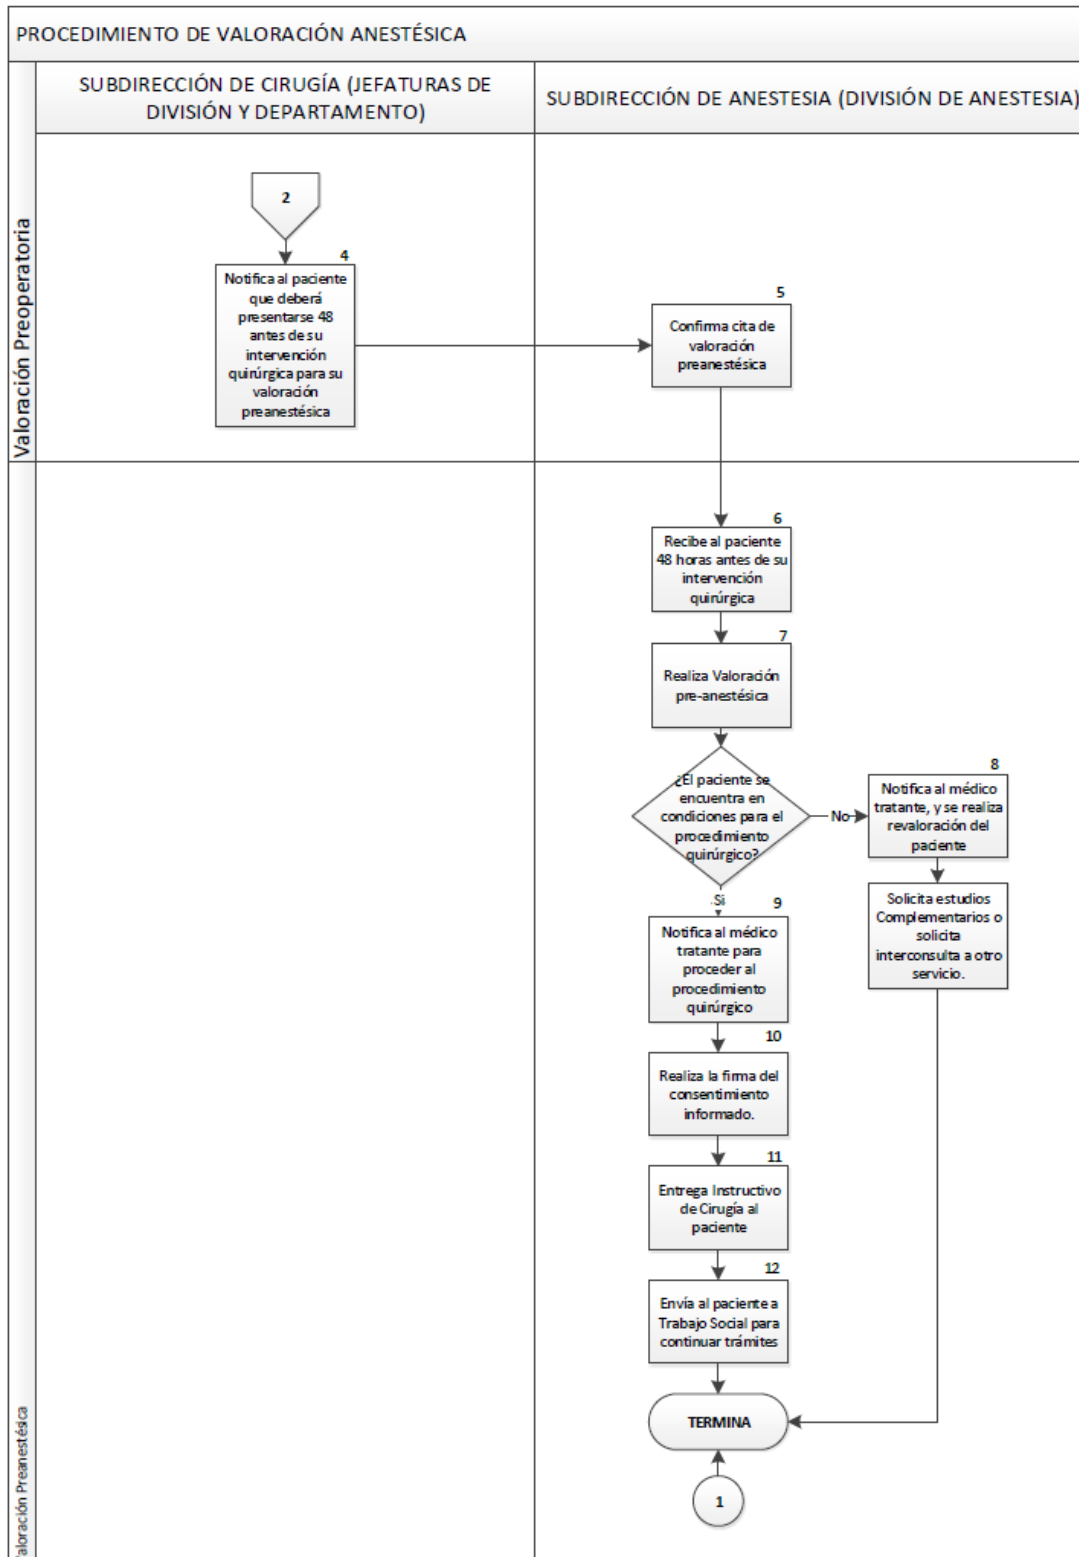 PROCEDIMIENTO DE VALORACIÓN ANESTÉSICA
SUBDIRECCIÓN DE CIRUGÍA (JEFATURAS DE
DIVISIÓN Y DEPARTAMENTO)
SUBDIRECCIÓN DE ANESTESIA (DIVISIÓN DE ANESTESIA)
Valoración Preoperatoria
2
4
Notifica al paciente
que deberá
presentarse 48
antes de su
intervención
quirúrgica para su
valoración
preanestésica
5
Confirma cita de
valoración
preanestésica
6
Recibe al paciente
48 horas antes de su
intervención
quirúrgica
7
Realiza Valoración
pre-anestésica
¿El paciente se
encuentra en
condiciones para el
procedimiento
quirúrgico?
No
8
Notifica al médico
tratante, y se realiza
revaloración del
paciente
Solicita estudios
Complementarios o
solicita
interconsulta a otro
servicio.
.Si
9
Notifica al médico
tratante para
proceder al
procedimiento
quirúrgico
10
Realiza la firma del
consentimiento
informado.
11
Entrega Instructivo
de Cirugía al
paciente
12
Envía al paciente a
Trabajo Social para
continuar trámites
TERMINA
1
Valoración Preanestésica